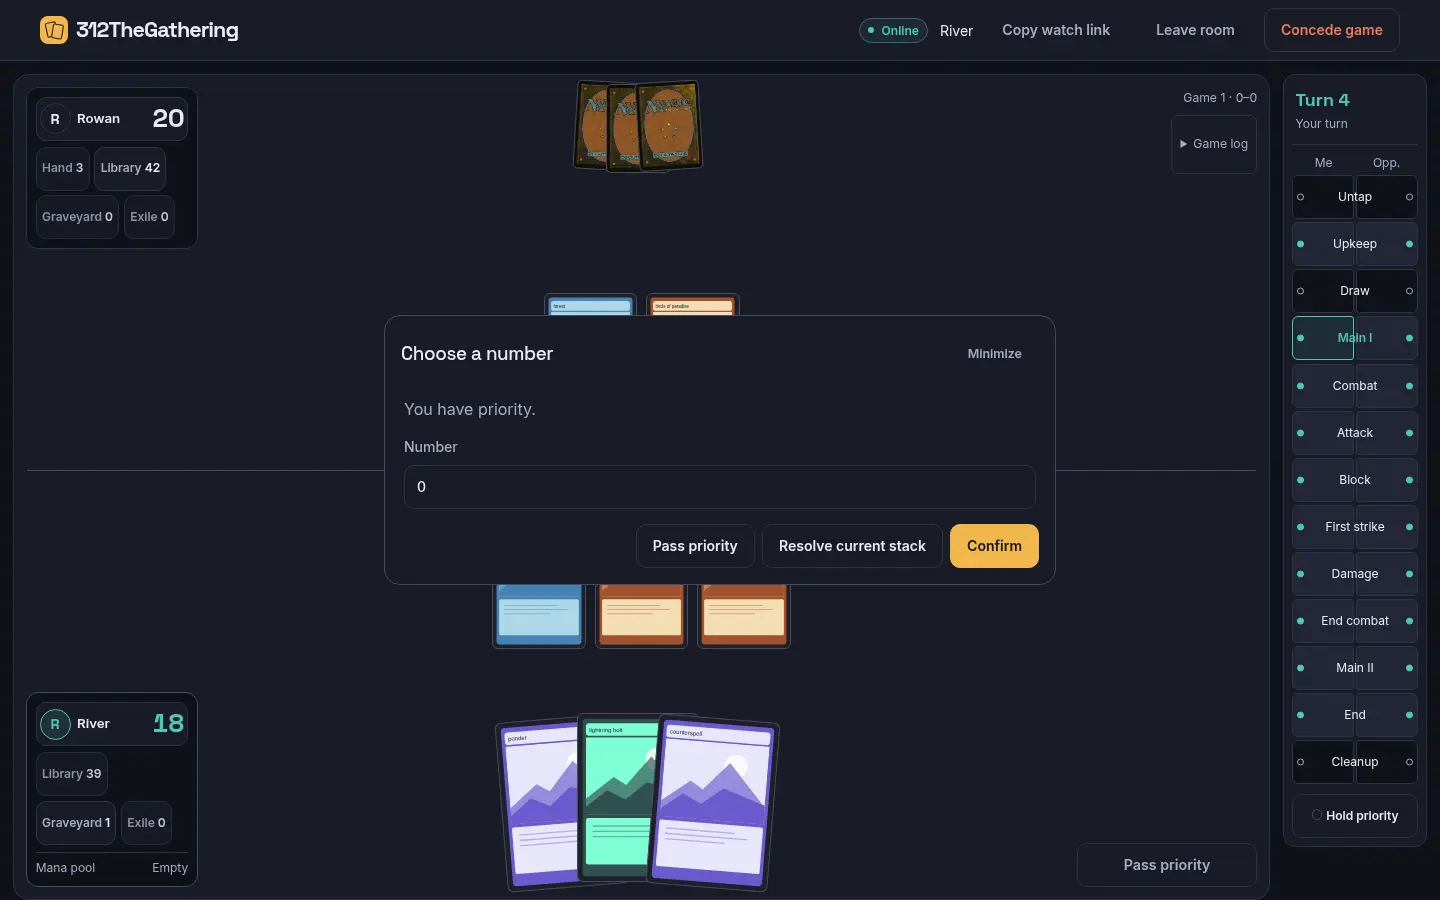 312TheGathering
Online
River
Copy watch link
Leave room
Concede game
R
Rowan
20
Hand 3
Library 42
Graveyard 0
Exile 0
Game 1 · 0–0
Game log
forest
birds of paradise
Choose a number
Minimize
You have priority.
Number
0
Pass priority
Resolve current stack
Confirm
R
River
18
Library 39
Graveyard 1
Exile 0
Mana pool
Empty
ponder
lightning bolt
counterspell
Pass priority
Turn 4
Your turn
Me
Opp.
Untap
Upkeep
Draw
Main I
Combat
Attack
Block
First strike
Damage
End combat
Main II
End
Cleanup
Hold priority